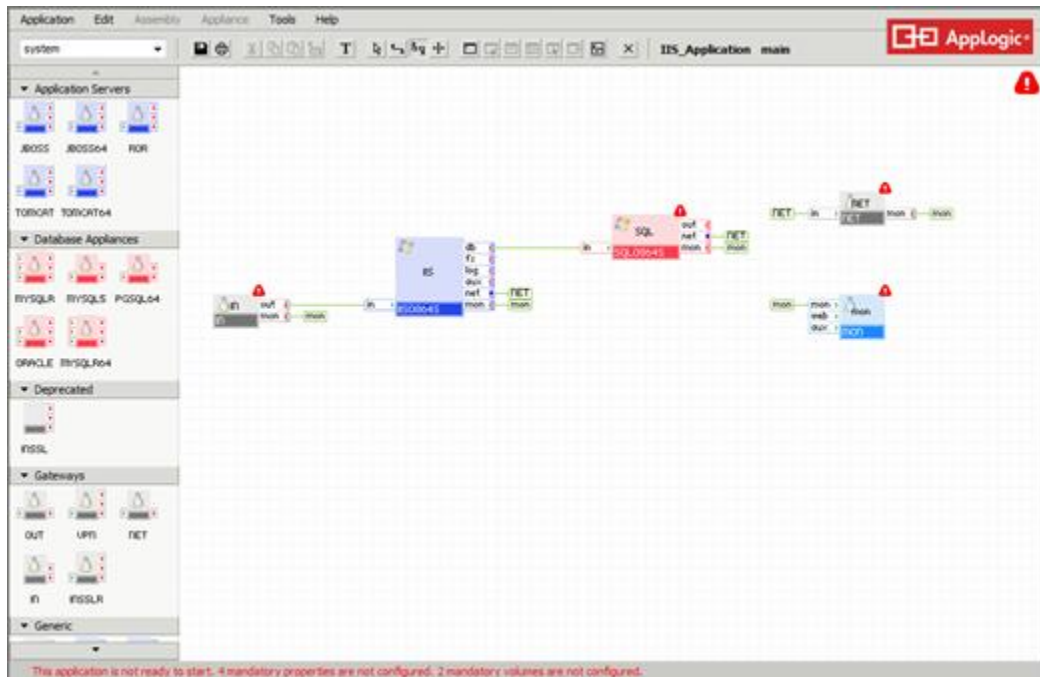 Application Edit Assembly Appliance Tools Help
system
T
IIS_Application main
AppLogic
Application Servers
JBOSS JBOSS64 ROR
TOMCAT TOMCAT64
Database Appliances
MYSQLR MYSQLS PGSQL64
ORACLE MYSQLR64
Deprecated
INSSL
Gateways
OUT VPN NET
IN INSSLR
Generic
in
out
mon
mon
in
IIS
db
fs
log
aux
net NET
mon mon
in
SQL
out
net NET
mon mon
NET in
NET
NET
mon mon
mon mon
web
aux
mon
mon
This application is not ready to start. 4 mandatory properties are not configured. 2 mandatory volumes are not configured.